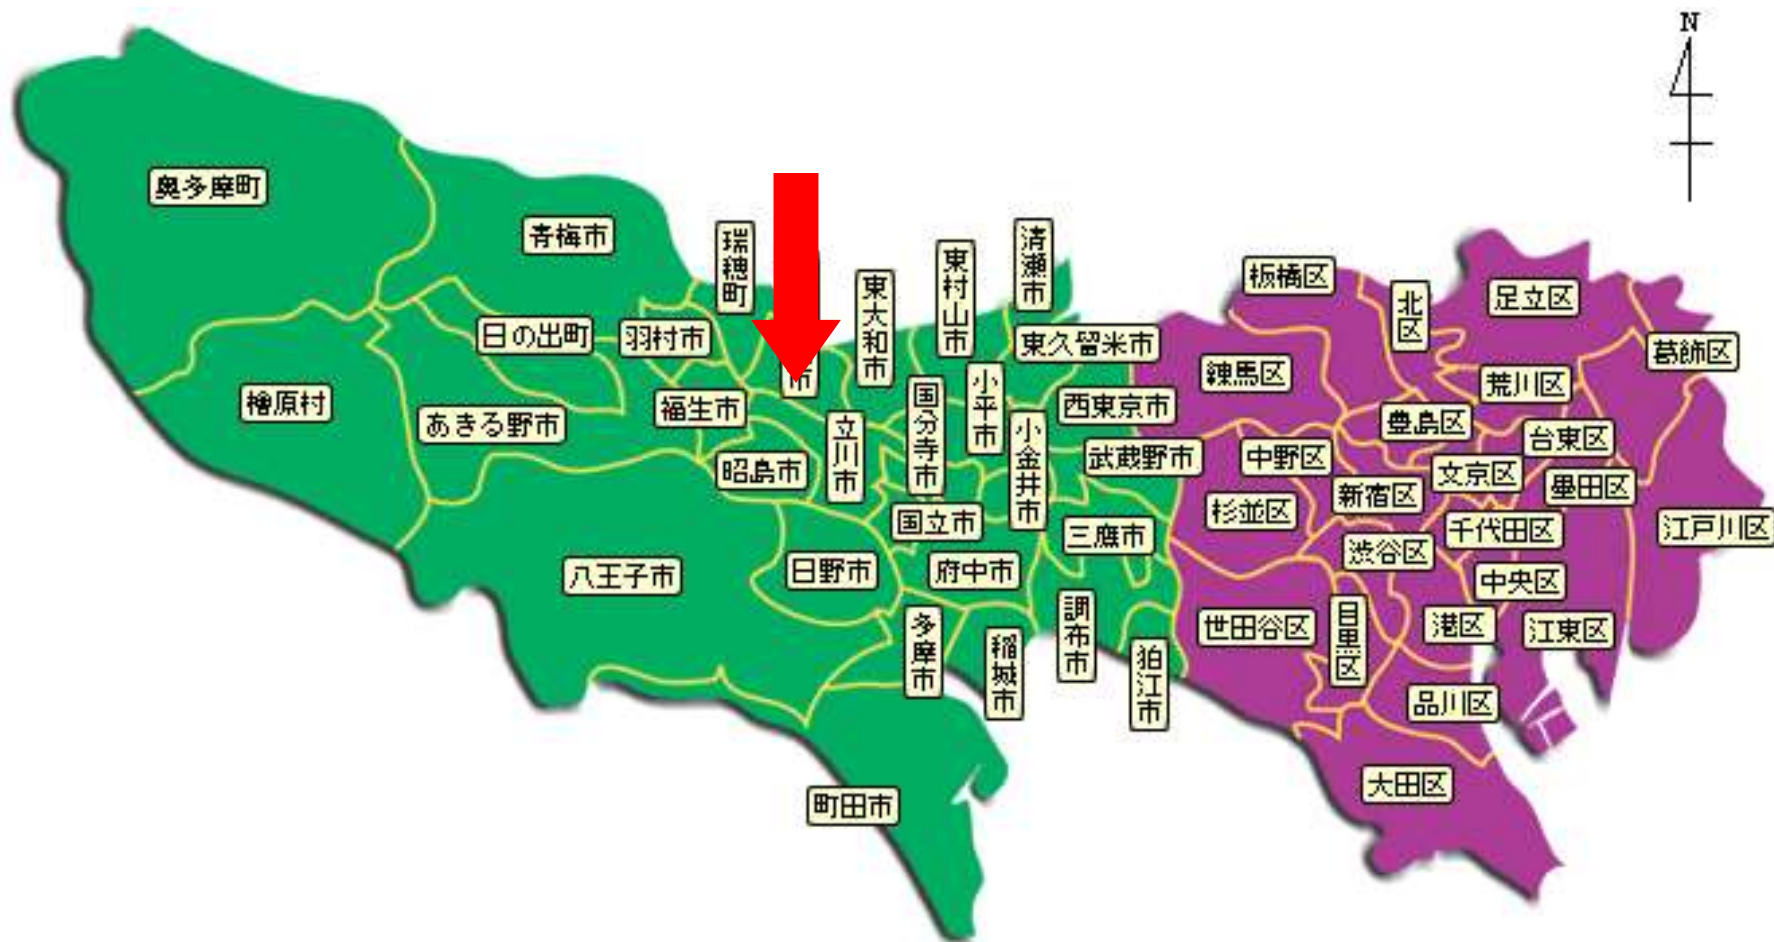 N
奥多摩町
青梅市
瑞穂町
東大和市
東村山市
清瀬市
板橋区
北区
足立区
葛飾区
日の出町
羽村市
市
東久留米市
練馬区
荒川区
檜原村
あきる野市
福生市
立川市
国分寺市
小平市
小金井市
西東京市
豊島区
台東区
昭島市
武蔵野市
中野区
文京区
墨田区
新宿区
国立市
三鷹市
杉並区
渋谷区
千代田区
江戸川区
八王子市
日野市
府中市
中央区
多摩市
稲城市
調布市
狛江市
世田谷区
目黒区
港区
江東区
品川区
町田市
大田区